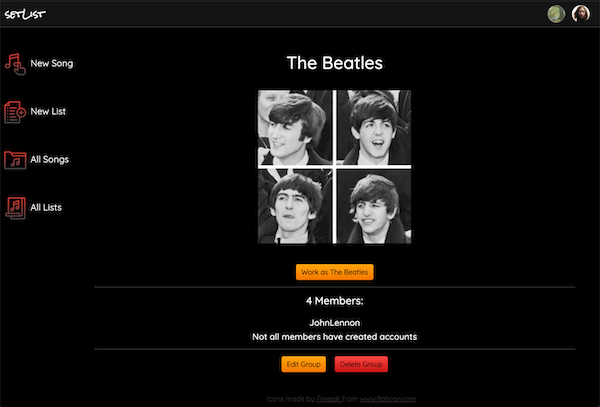 setList
The Beatles
New Song
New List
All Songs
All Lists
Work as The Beatles
4 Members:
JohnLennon
Not all members have created accounts
Edit Group
Delete Group
Icons made by Freepik from www.flaticon.com